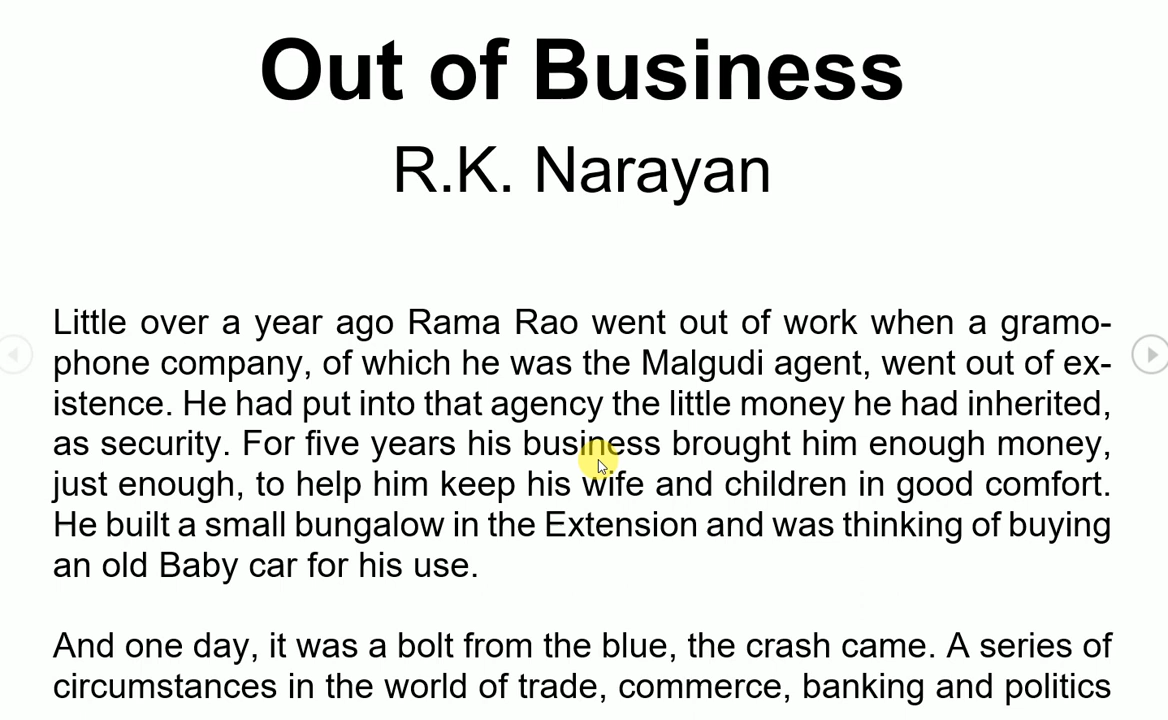 Out of Business
R.K. Narayan
Little over a year ago Rama Rao went out of work when a gramo-
phone company, of which he was the Malgudi agent, went out of ex-
istence. He had put into that agency the little money he had inherited,
as security. For five years his business brought him enough money,
just enough, to help him keep his wife and children in good comfort.
He built a small bungalow in the Extension and was thinking of buying
an old Baby car for his use.
And one day, it was a bolt from the blue, the crash came. A series of
circumstances in the world of trade, commerce, banking and politics